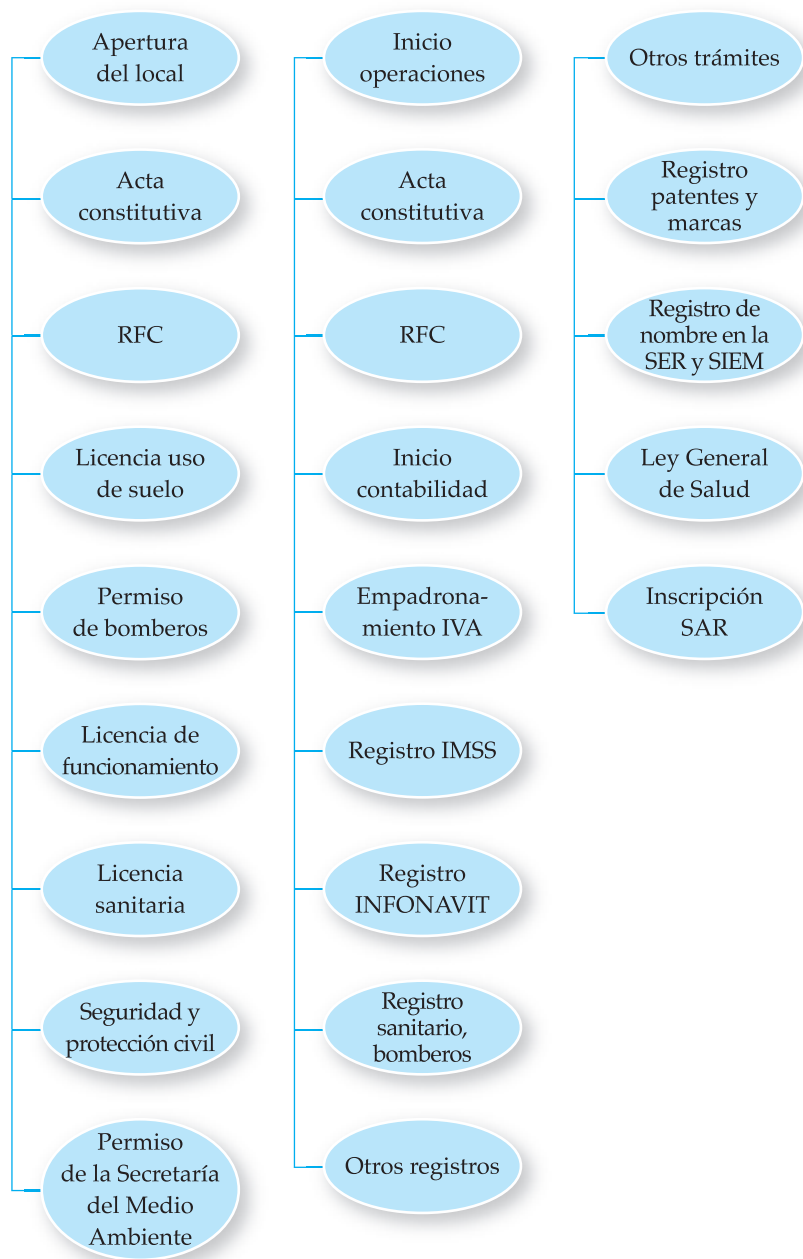 Apertura
del local
Acta
constitutiva
RFC
Licencia uso
de suelo
Permiso
de bomberos
Licencia de
funcionamiento
Licencia
sanitaria
Seguridad y
protección civil
Permiso
de la Secretaría
del Medio
Ambiente
Inicio
operaciones
Acta
constitutiva
RFC
Inicio
contabilidad
Empadrona-
miento IVA
Registro IMSS
Registro
INFONAVIT
Registro
sanitario,
bomberos
Otros registros
Otros trámites
Registro
patentes y
marcas
Registro de
nombre en la
SER y SIEM
Ley General
de Salud
Inscripción
SAR